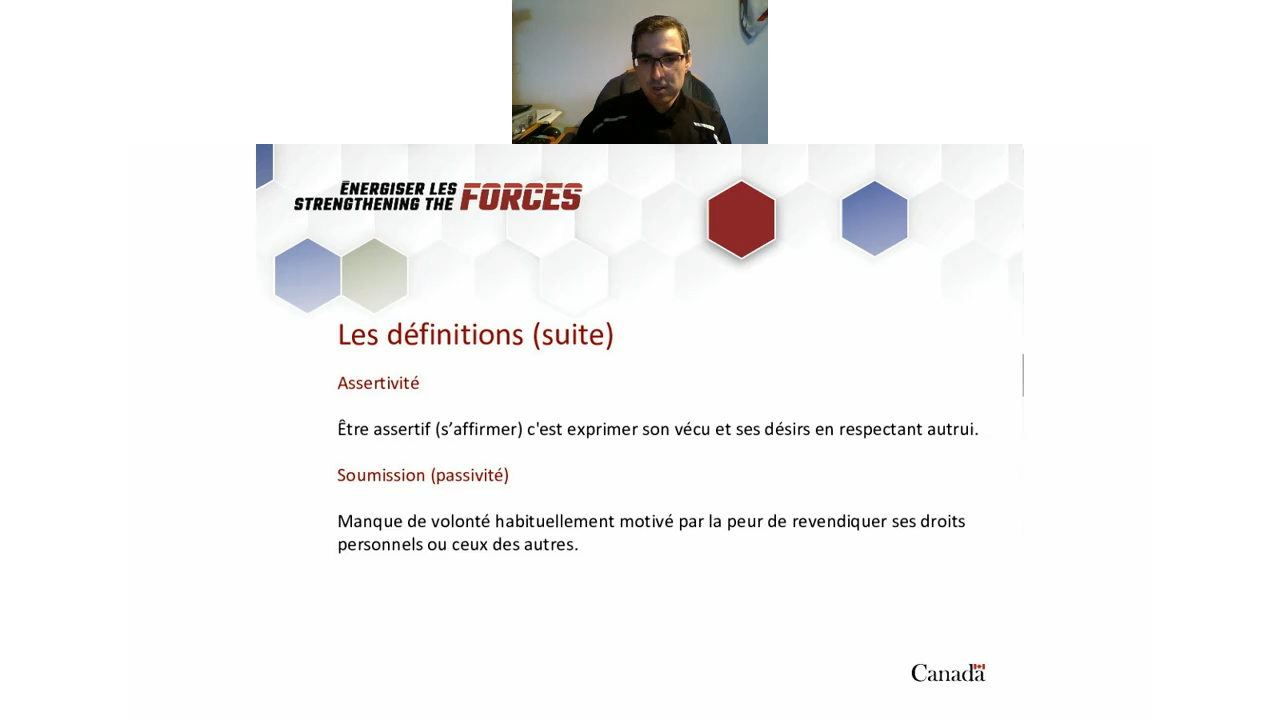 ÉNERGISER LES
STRENGTHENING THE FORCES
Les définitions (suite)
Assertivité
Être assertif (s’affirmer) c'est exprimer son vécu et ses désirs en respectant autrui.
Soumission (passivité)
Manque de volonté habituellement motivé par la peur de revendiquer ses droits
personnels ou ceux des autres.
Canada